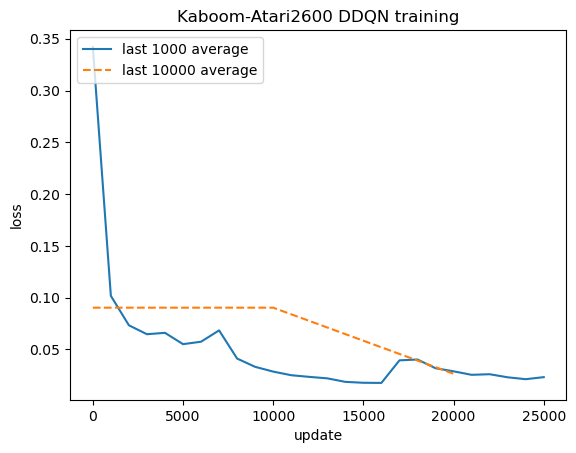 Kaboom-Atari2600 DDQN training
last 1000 average
last 10000 average
loss
0.35
0.30
0.25
0.20
0.15
0.10
0.05
0 5000 10000 15000 20000 25000
update